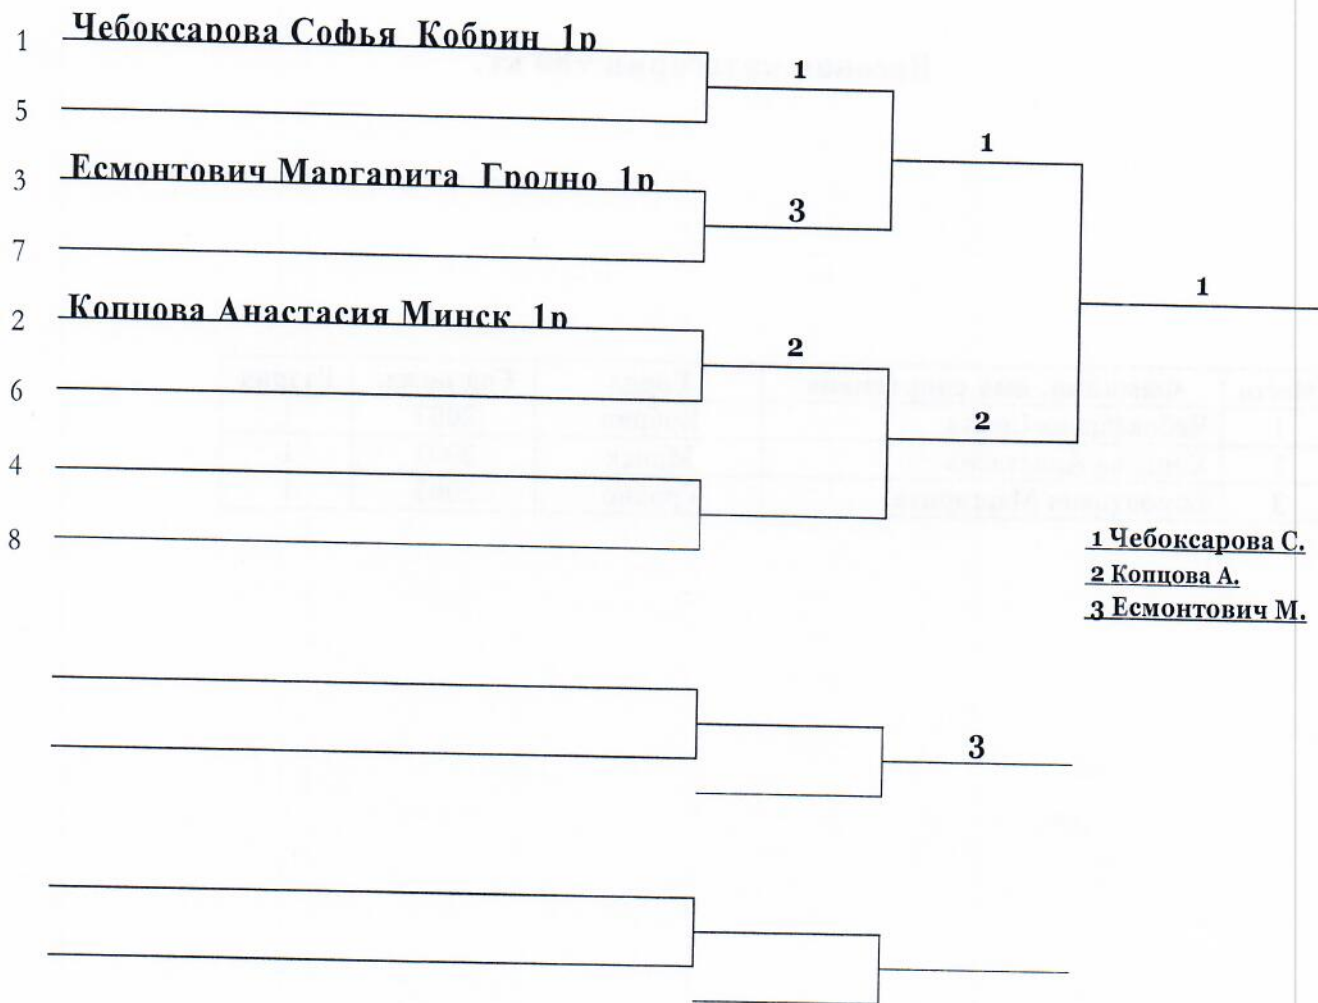 1 Чебоксарова Софья Кобрин 1р
1
5
1
3 Есмонтович Маргарита Гродно 1р
3
7
1
2 Копцова Анастасия Минск 1р
2
6
2
4
8
1 Чебоксарова С.
2 Копцова А.
3 Есмонтович М.
3